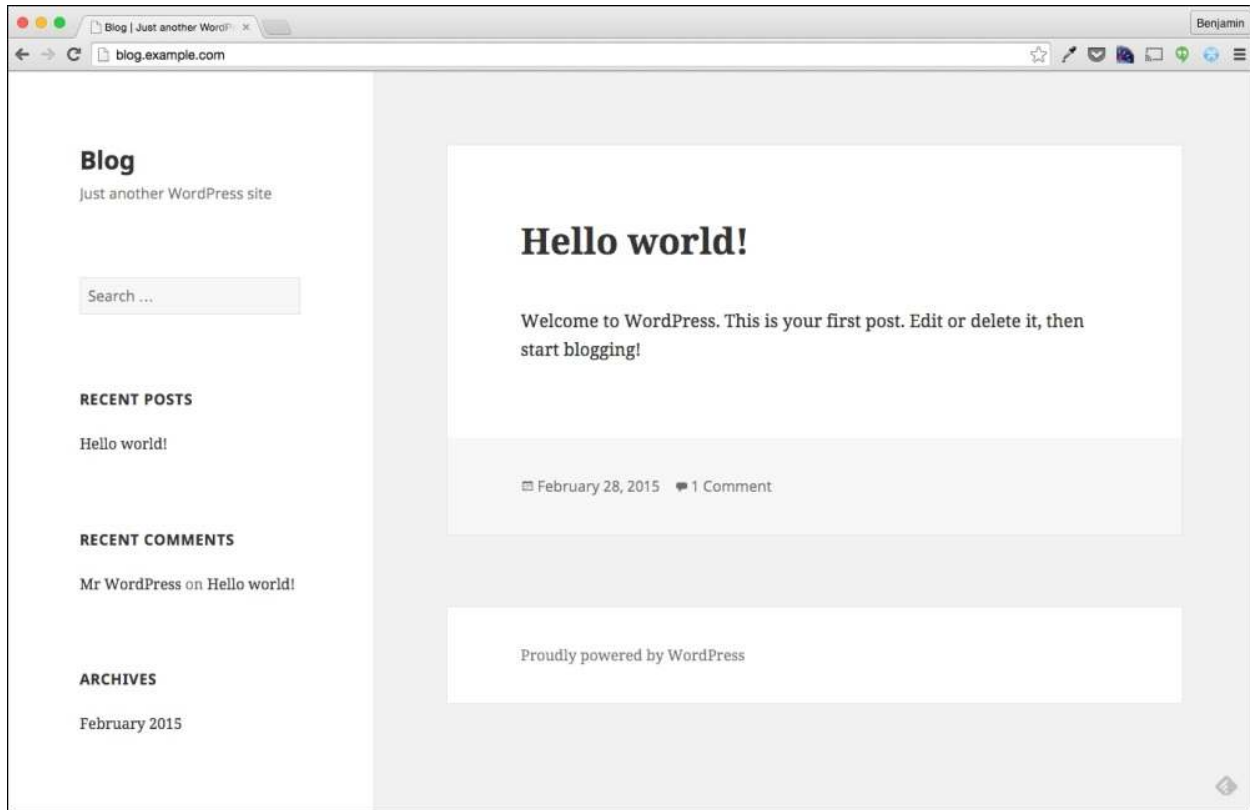 Blog | Just another WordPr
Benjamin
blog.example.com
Blog
Just another WordPress site
Search ...
RECENT POSTS
Hello world!
RECENT COMMENTS
Mr WordPress on Hello world!
ARCHIVES
February 2015
Hello world!
Welcome to WordPress. This is your first post. Edit or delete it, then
start blogging!
February 28, 2015 1 Comment
Proudly powered by WordPress